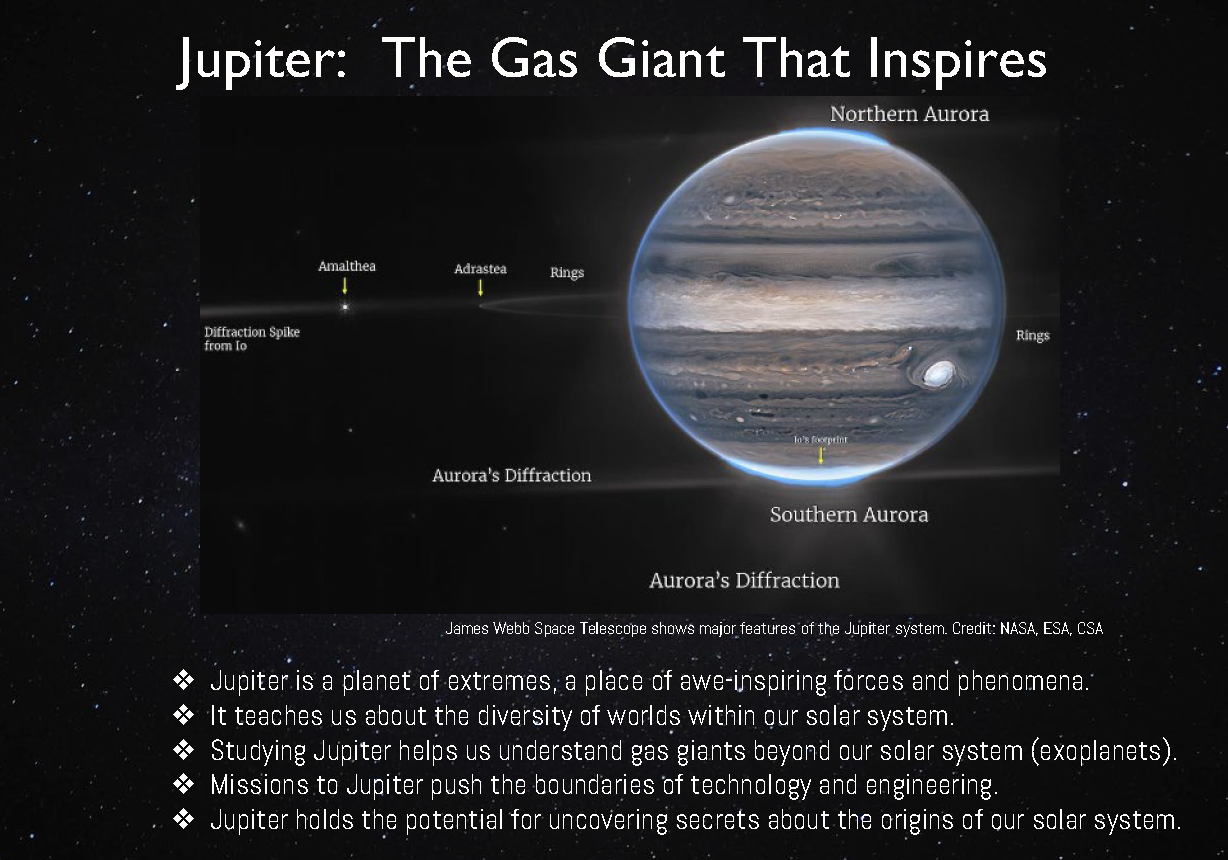 Jupiter: The Gas Giant That Inspires
Northern Aurora
Amalthea
Adrastea
Rings
Diffraction Spike
from Io
Rings
Io's footprint
Aurora's Diffraction
Southern Aurora
Aurora's Diffraction
James Webb Space Telescope shows major features of the Jupiter system. Credit: NASA, ESA, CSA
❖ Jupiter is a planet of extremes, a place of awe-inspiring forces and phenomena.
❖ It teaches us about the diversity of worlds within our solar system.
❖ Studying Jupiter helps us understand gas giants beyond our solar system (exoplanets).
❖ Missions to Jupiter push the boundaries of technology and engineering.
❖ Jupiter holds the potential for uncovering secrets about the origins of our solar system.